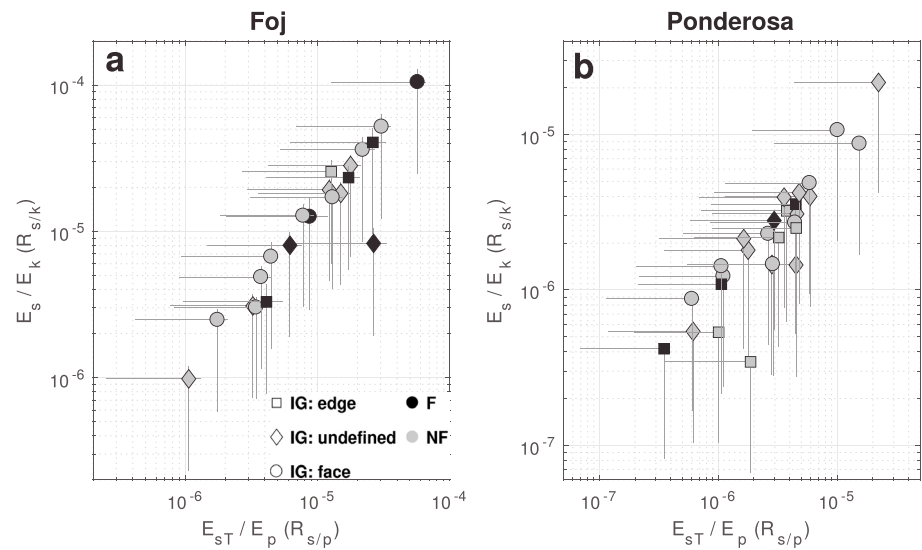 Foj
Ponderosa
a
b
10^-4
10^-5
10^-6
10^-5
10^-6
10^-7
E_s / E_k (R_s/k)
E_s / E_k (R_s/k)
IG: edge
F
IG: undefined
NF
IG: face
10^-6
10^-5
10^-4
10^-7
10^-6
10^-5
E_sT / E_p (R_s/p)
E_sT / E_p (R_s/p)